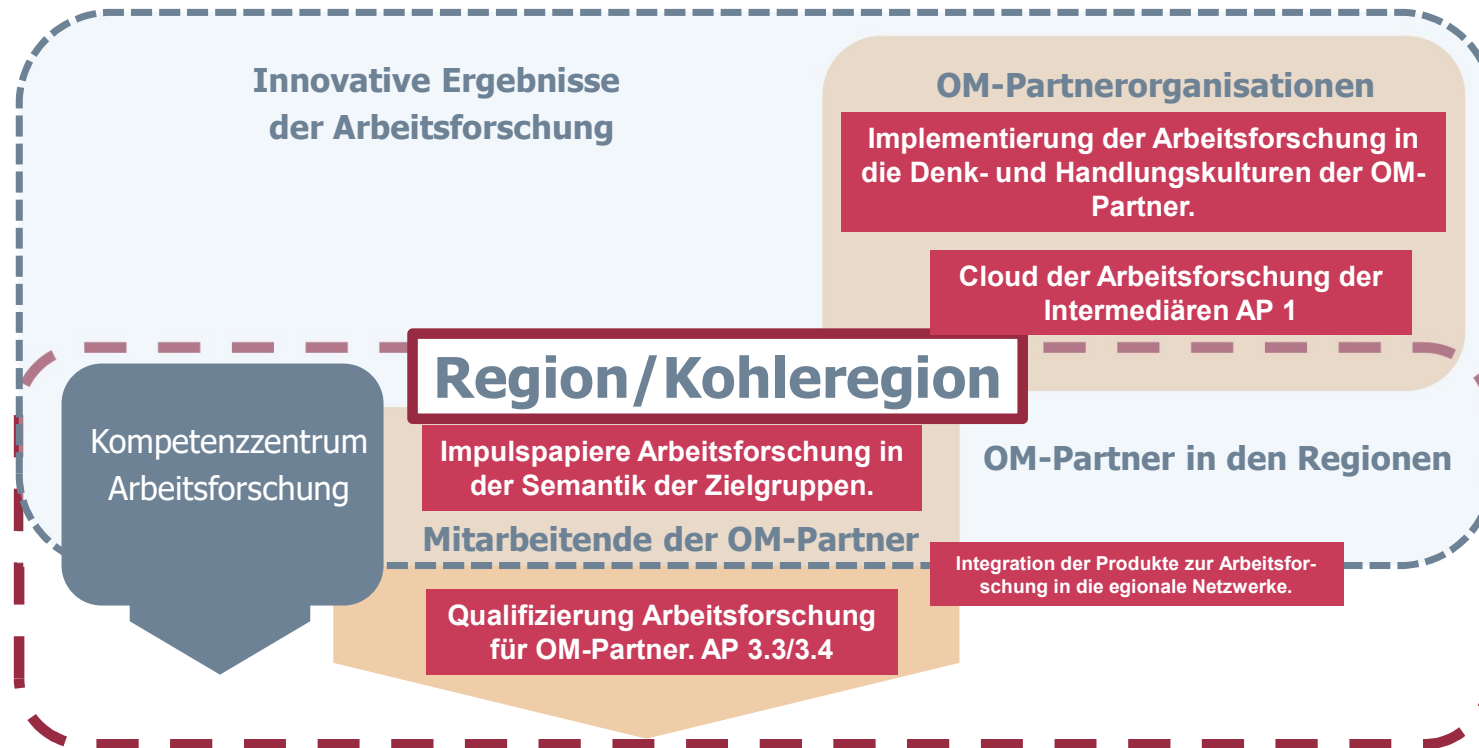 Innovative Ergebnisse
der Arbeitsforschung
OM-Partnerorganisationen
Implementierung der Arbeitsforschung in
die Denk- und Handlungskulturen der OM-
Partner.
Cloud der Arbeitsforschung der
Intermediären AP 1
Region/Kohleregion
Kompetenzzentrum
Arbeitsforschung
Impulspapiere Arbeitsforschung in
der Semantik der Zielgruppen.
OM-Partner in den Regionen
Mitarbeitende der OM-Partner
Integration der Produkte zur Arbeitsfor-
schung in die egionale Netzwerke.
Qualifizierung Arbeitsforschung
für OM-Partner. AP 3.3/3.4